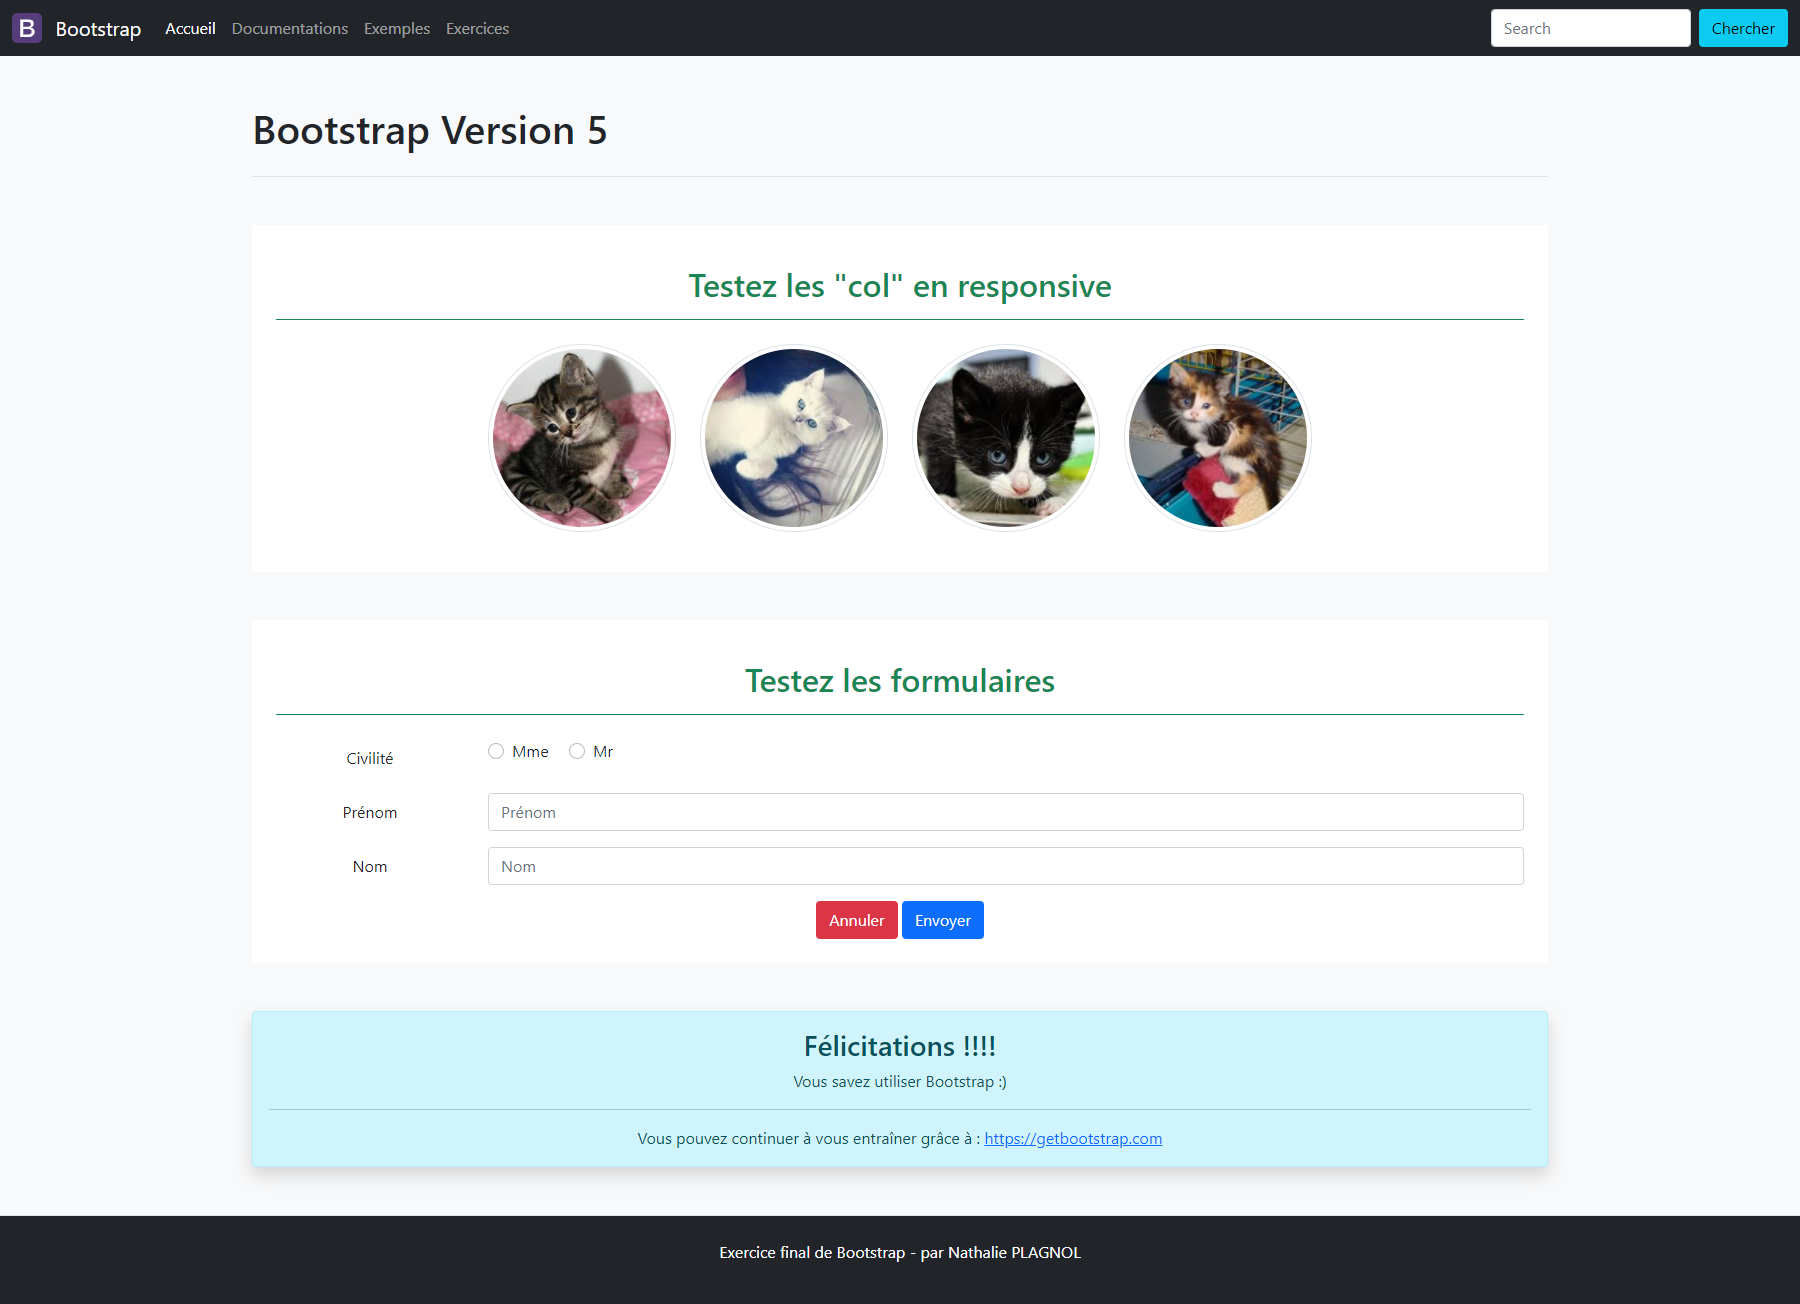 B Bootstrap Accueil Documentations Exemples Exercices Search Chercher
Bootstrap Version 5
Testez les "col" en responsive
Testez les formulaires
Civilité Mme Mr
Prénom Prénom
Nom Nom
Annuler Envoyer
Félicitations !!!!
Vous savez utiliser Bootstrap :)
Vous pouvez continuer à vous entraîner grâce à : https://getbootstrap.com
Exercice final de Bootstrap - par Nathalie PLAGNOL